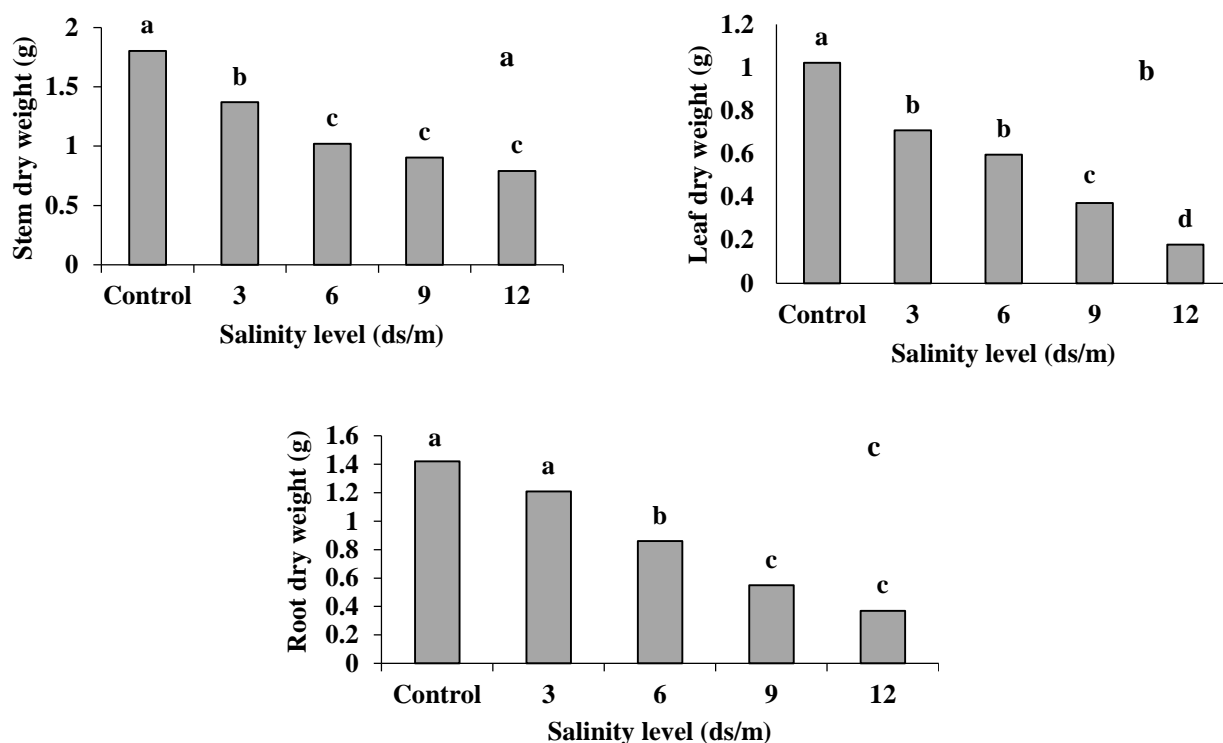 Stem dry weight (g)
2
1.5
1
0.5
0
a
b
c
c
c
a
Control 3 6 9 12
Salinity level (ds/m)
Leaf dry weight (g)
1.2
1
0.8
0.6
0.4
0.2
0
a
b
b
c
d
b
Control 3 6 9 12
Salinity level (ds/m)
Root dry weight (g)
1.6
1.4
1.2
1
0.8
0.6
0.4
0.2
0
a
a
b
c
c
c
Control 3 6 9 12
Salinity level (ds/m)